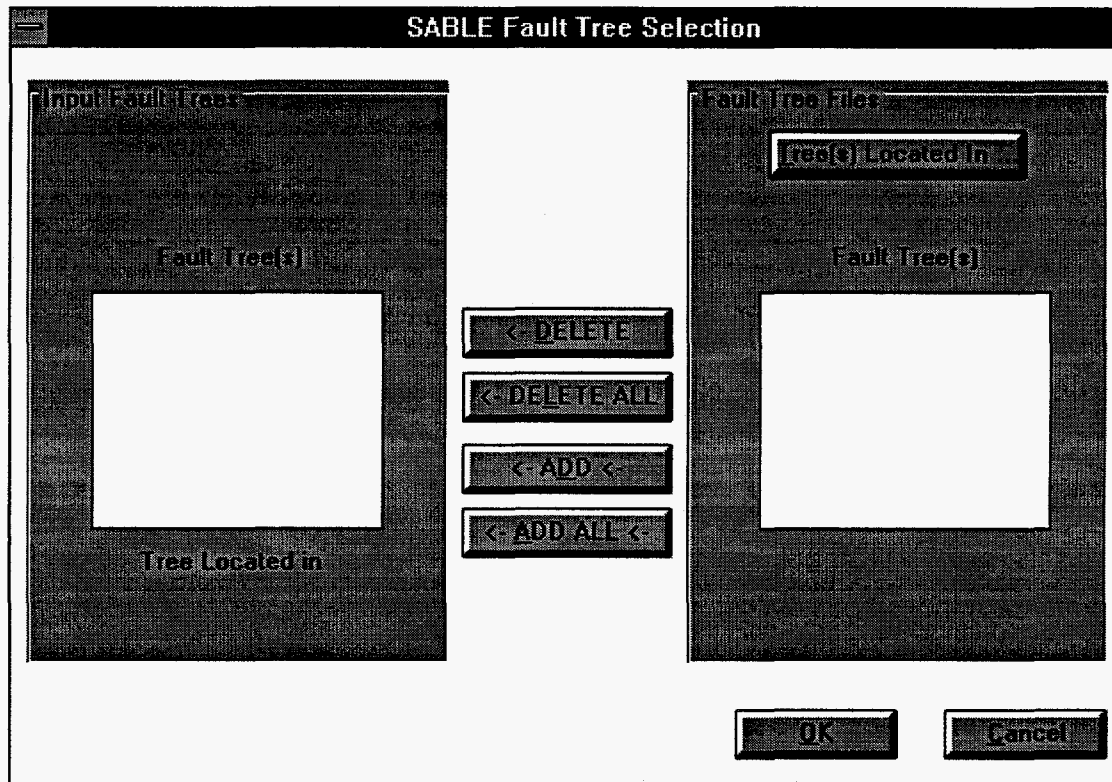 SABLE Fault Tree Selection
Input Fault Trees
Fault Tree(s)
Tree Located in
<- DELETE
<- DELETE ALL
<- ADD <-
<- ADD ALL <-
Fault Tree Files
Tree(s) Located In ...
Fault Tree(s)
OK
Cancel